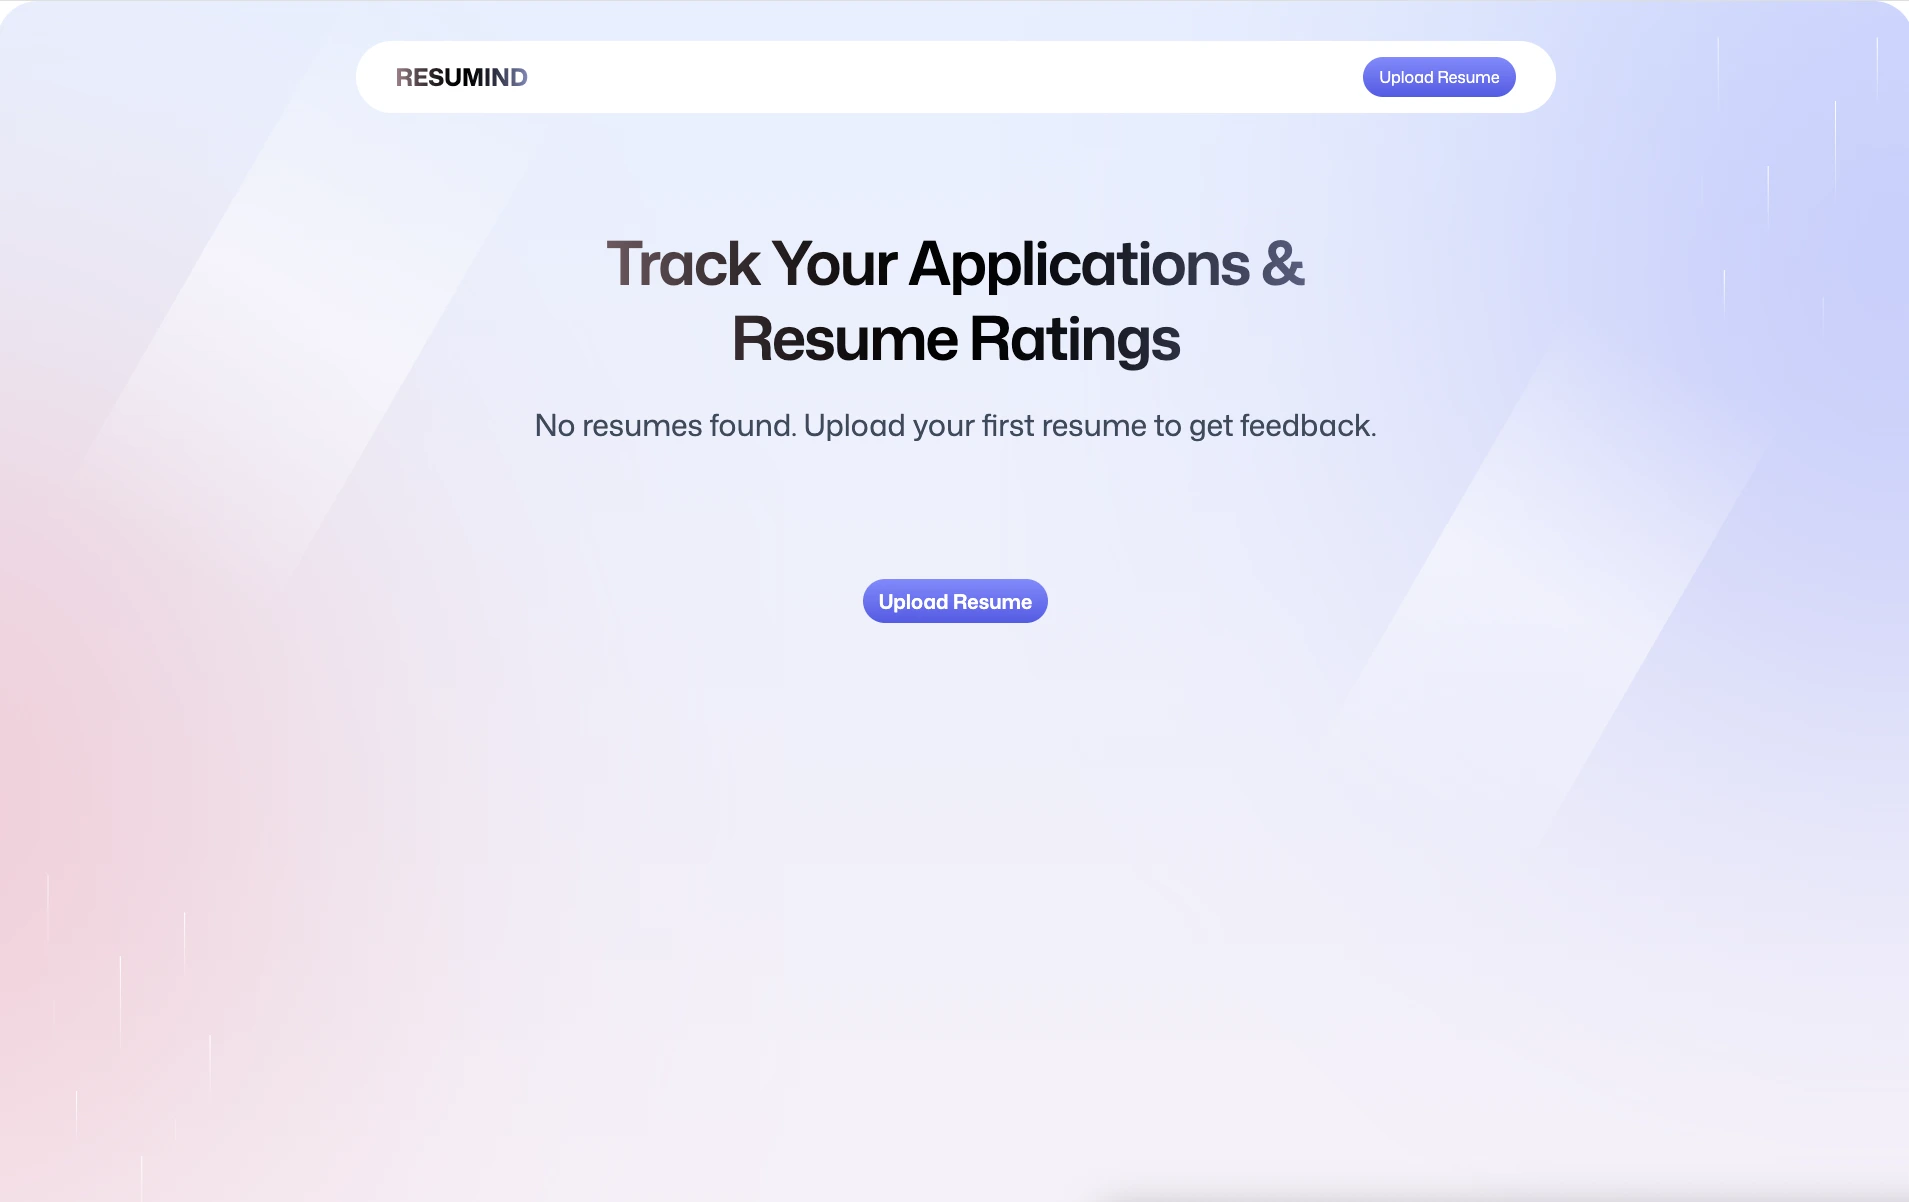 RESUMIND
Upload Resume
Track Your Applications &
Resume Ratings
No resumes found. Upload your first resume to get feedback.
Upload Resume